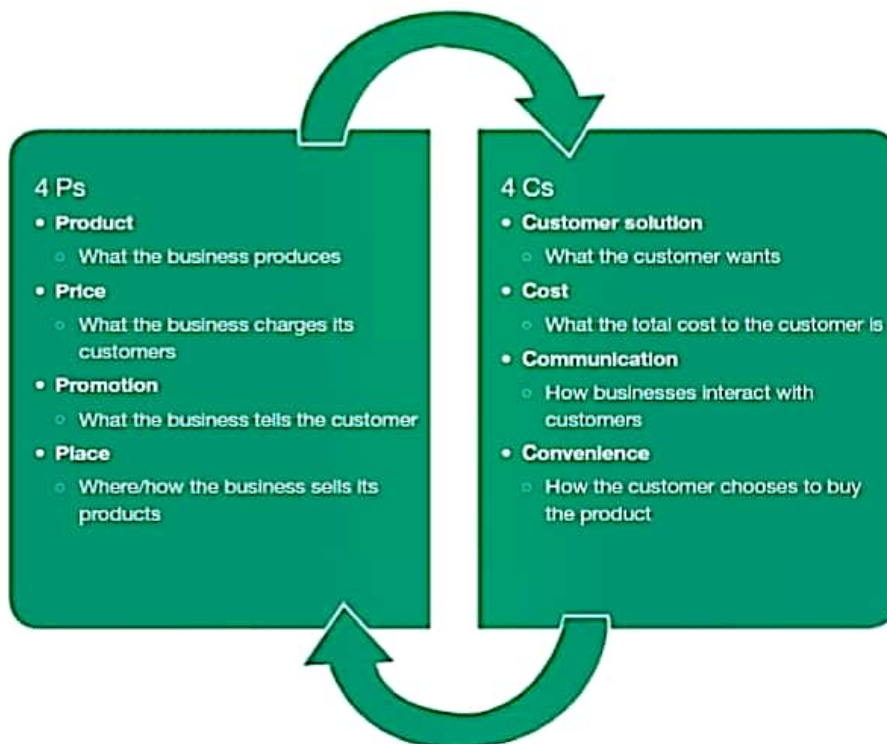 4 Ps
• Product
◦ What the business produces
• Price
◦ What the business charges its
customers
• Promotion
◦ What the business tells the customer
• Place
◦ Where/how the business sells its
products
4 Cs
• Customer solution
◦ What the customer wants
• Cost
◦ What the total cost to the customer is
• Communication
◦ How businesses interact with
customers
• Convenience
◦ How the customer chooses to buy
the product